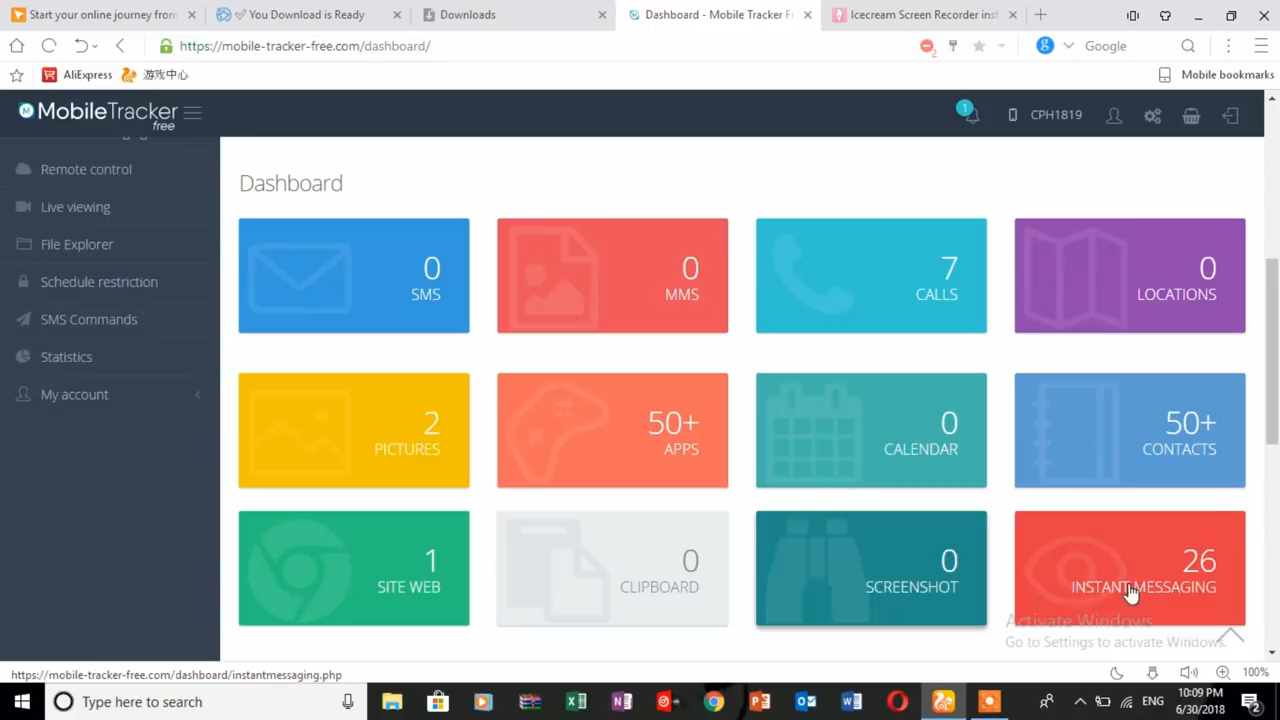 Start your online journey from
✓ You Download is Ready
Downloads
Dashboard - Mobile Tracker Fr
Icecream Screen Recorder inst
https://mobile-tracker-free.com/dashboard/
2
Google
AliExpress
游戏中心
Mobile bookmarks
MobileTracker
free
1
CPH1819
Remote control
Live viewing
File Explorer
Schedule restriction
SMS Commands
Statistics
My account
Dashboard
0
SMS
0
MMS
7
CALLS
0
LOCATIONS
2
PICTURES
50+
APPS
0
CALENDAR
50+
CONTACTS
1
SITE WEB
0
CLIPBOARD
0
SCREENSHOT
26
INSTANT MESSAGING
Activate Windows
Go to Settings to activate Windows.
https://mobile-tracker-free.com/dashboard/instantmessaging.php
100%
Type here to search
ENG
10:09 PM
6/30/2018
2